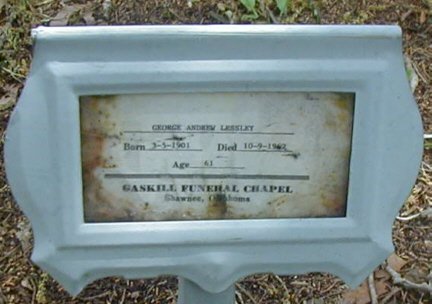 GEORGE ANDREW LESSLEY
Born 3-5-1901 Died 10-9-1962
Age 61
GASKILL FUNERAL CHAPEL
Shawnee, Oklahoma